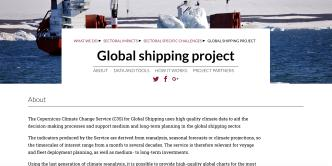 WHAT WE DO ▸ SECTORAL IMPACTS ▸ SECTORAL SPECIFIC CHALLENGES ▸ GLOBAL SHIPPING PROJECT
Global shipping project
ABOUT DATA AND TOOLS HOW IT WORKS PROJECT PARTNERS
About
The Copernicus Climate Change Service (C3S) for Global Shipping uses high quality climate data to aid the
decision-making processes and support medium and long-term planning in the global shipping sector.
The indicators produced by the Service are derived from reanalysis, seasonal forecasts or climate projections, so
the timescales of interest range from a month to several decades. The service is therefore relevant for voyage
and fleet deployment planning, as well as medium- to long-term investments.
Using the last generation of climate reanalysis, it is possible to provide high-quality global charts for the most